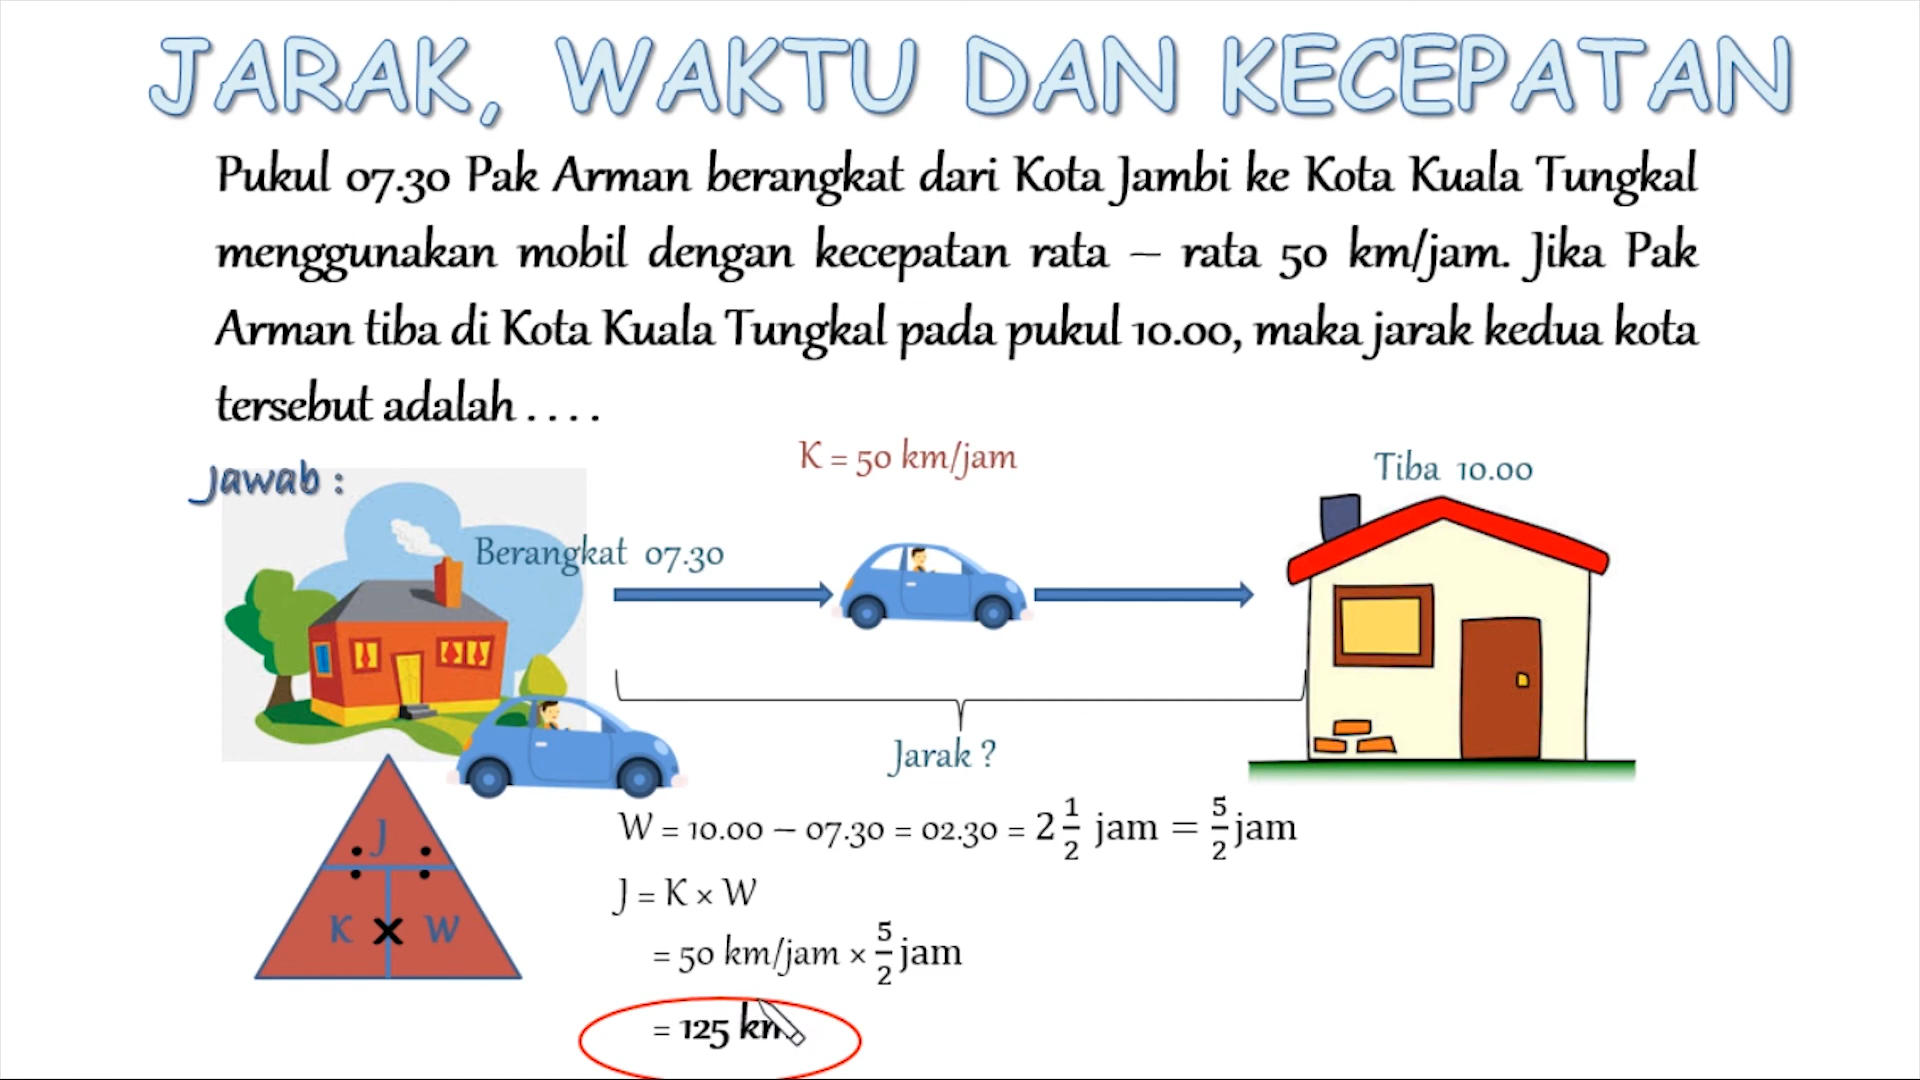 JARAK, WAKTU DAN KECEPATAN
Pukul 07.30 Pak Arman berangkat dari Kota Jambi ke Kota Kuala Tungkal
menggunakan mobil dengan kecepatan rata – rata 50 km/jam. Jika Pak
Arman tiba di Kota Kuala Tungkal pada pukul 10.00, maka jarak kedua kota
tersebut adalah . . . .
Jawab :
K = 50 km/jam
Tiba 10.00
Berangkat 07.30
Jarak ?
J
K × W
W = 10.00 – 07.30 = 02.30 = 2 1/2 jam = 5/2 jam
J = K × W
= 50 km/jam × 5/2 jam
= 125 km